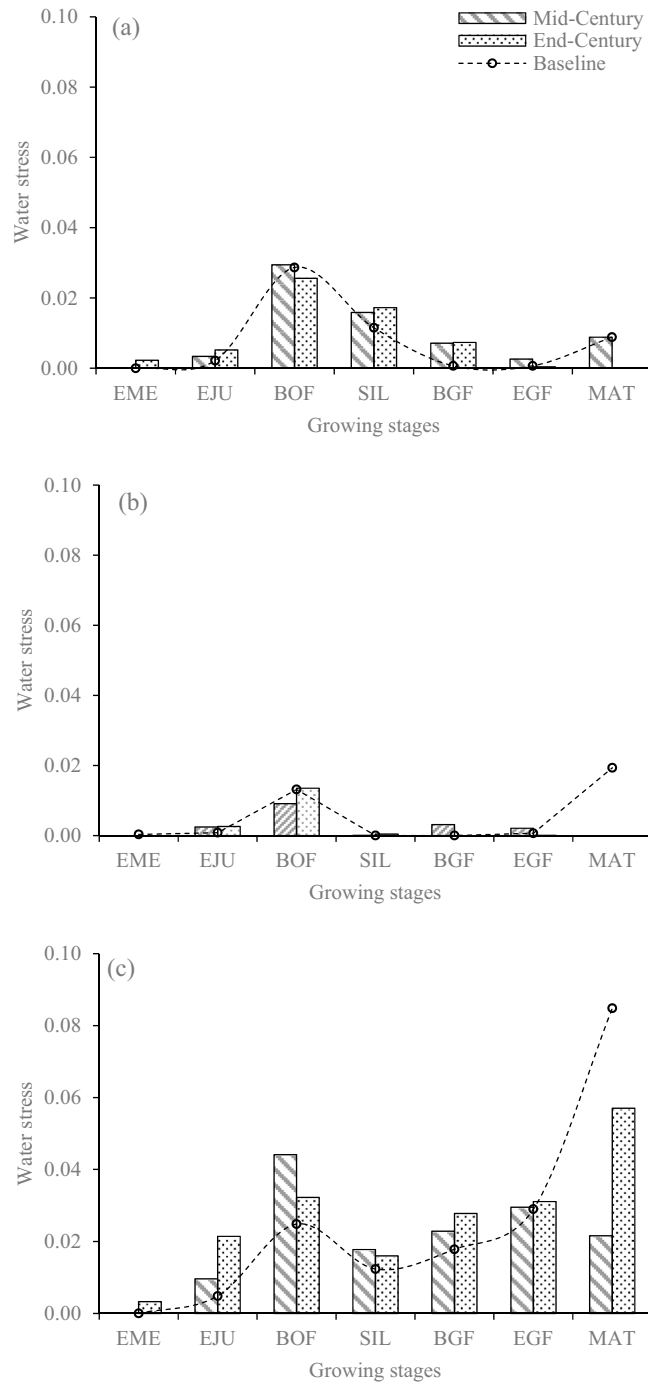 (a)
Mid-Century
End-Century
Baseline
0.10
0.08
0.06
0.04
0.02
0.00
Water stress
EME EJU BOF SIL BGF EGF MAT
Growing stages
(b)
0.10
0.08
0.06
0.04
0.02
0.00
Water stress
EME EJU BOF SIL BGF EGF MAT
Growing stages
(c)
0.10
0.08
0.06
0.04
0.02
0.00
Water stress
EME EJU BOF SIL BGF EGF MAT
Growing stages